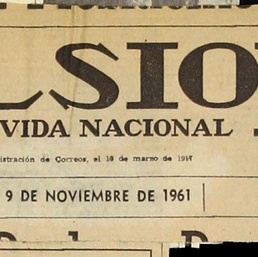 LSIO
VIDA NACIONAL
istración de Correos, el 18 de marzo de 1917
9 DE NOVIEMBRE DE 1961